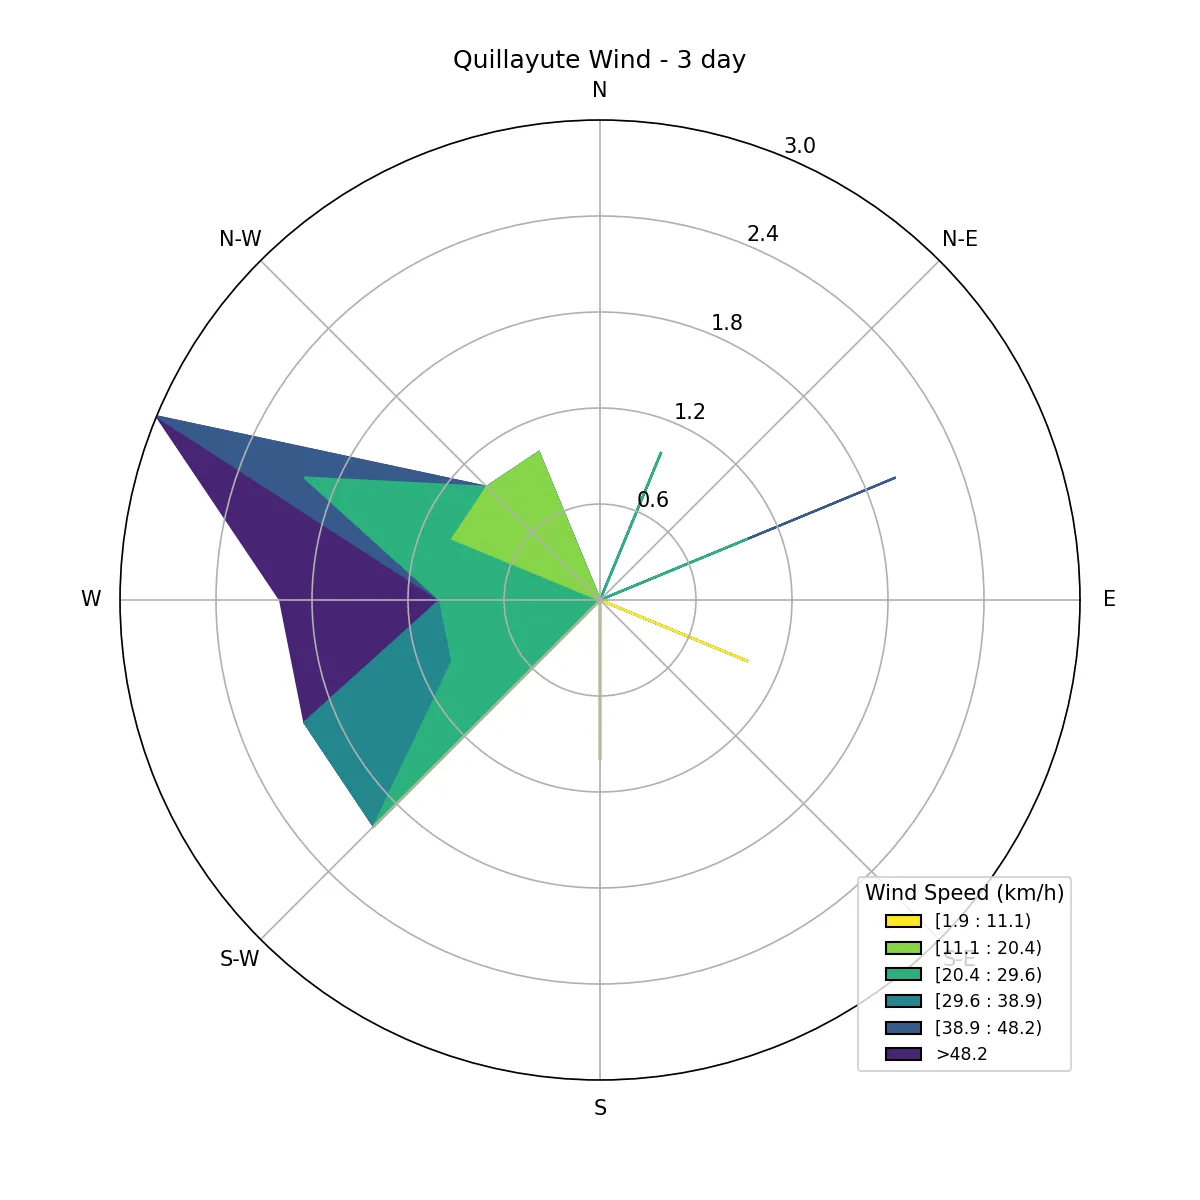 Quillayute Wind - 3 day
N
3.0
N-W
2.4
N-E
1.8
1.2
0.6
W
E
S-W
S-E
S
Wind Speed (km/h)
[1.9 : 11.1)
[11.1 : 20.4)
[20.4 : 29.6)
[29.6 : 38.9)
[38.9 : 48.2)
>48.2